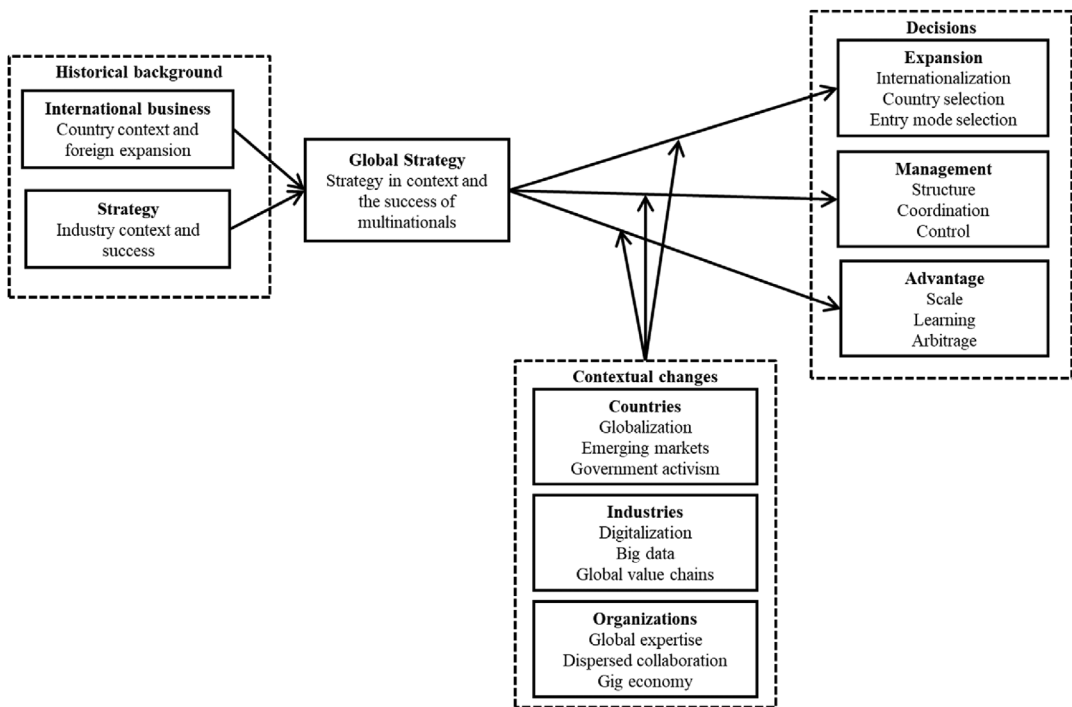 Historical background
International business
Country context and
foreign expansion
Strategy
Industry context and
success
Global Strategy
Strategy in context and
the success of
multinationals
Decisions
Expansion
Internationalization
Country selection
Entry mode selection
Management
Structure
Coordination
Control
Advantage
Scale
Learning
Arbitrage
Contextual changes
Countries
Globalization
Emerging markets
Government activism
Industries
Digitalization
Big data
Global value chains
Organizations
Global expertise
Dispersed collaboration
Gig economy